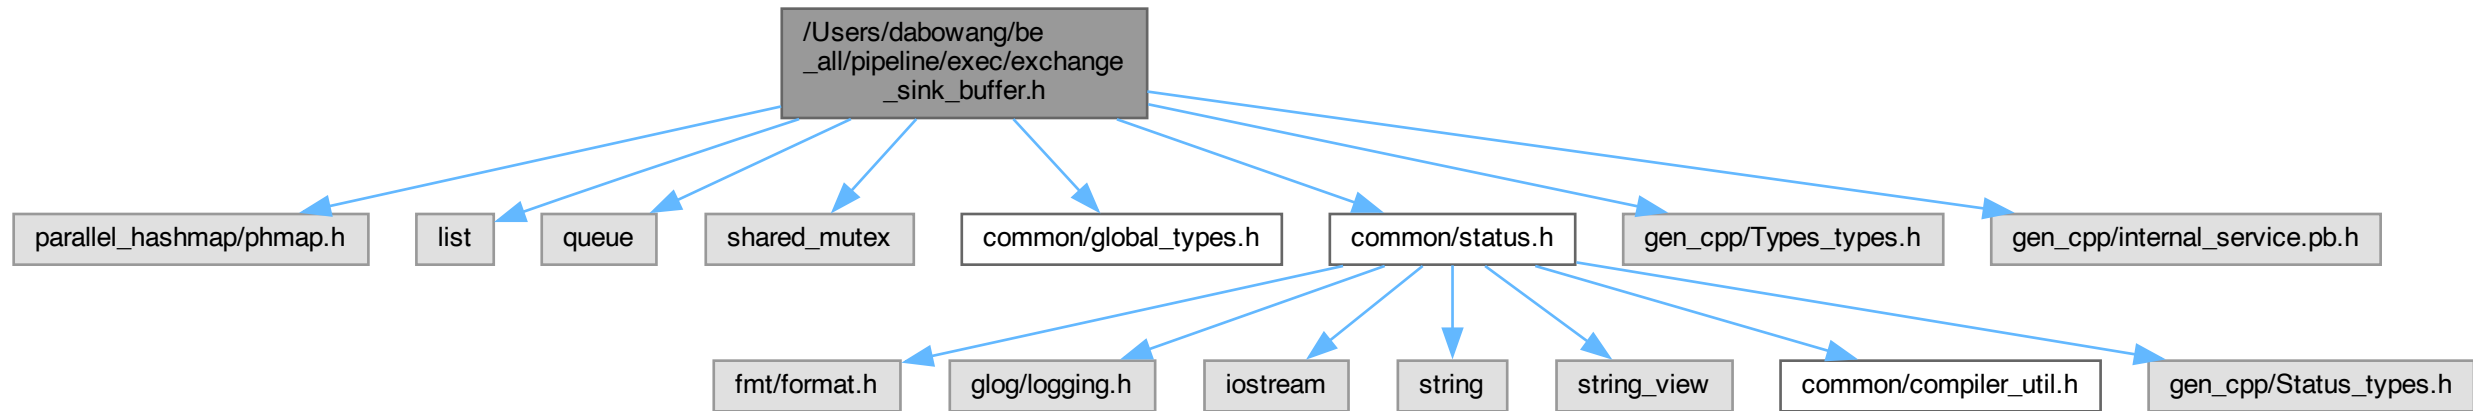 /Users/dabowang/be
_all/pipeline/exec/exchange
_sink_buffer.h
parallel_hashmap/phmap.h
list
queue
shared_mutex
common/global_types.h
common/status.h
gen_cpp/Types_types.h
gen_cpp/internal_service.pb.h
fmt/format.h
glog/logging.h
iostream
string
string_view
common/compiler_util.h
gen_cpp/Status_types.h